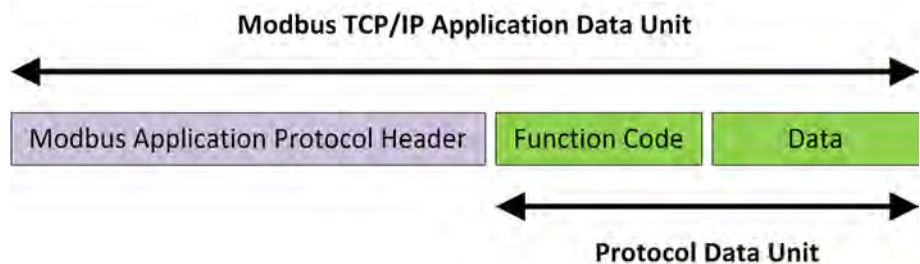 Modbus TCP/IP Application Data Unit
Modbus Application Protocol Header Function Code Data
Protocol Data Unit